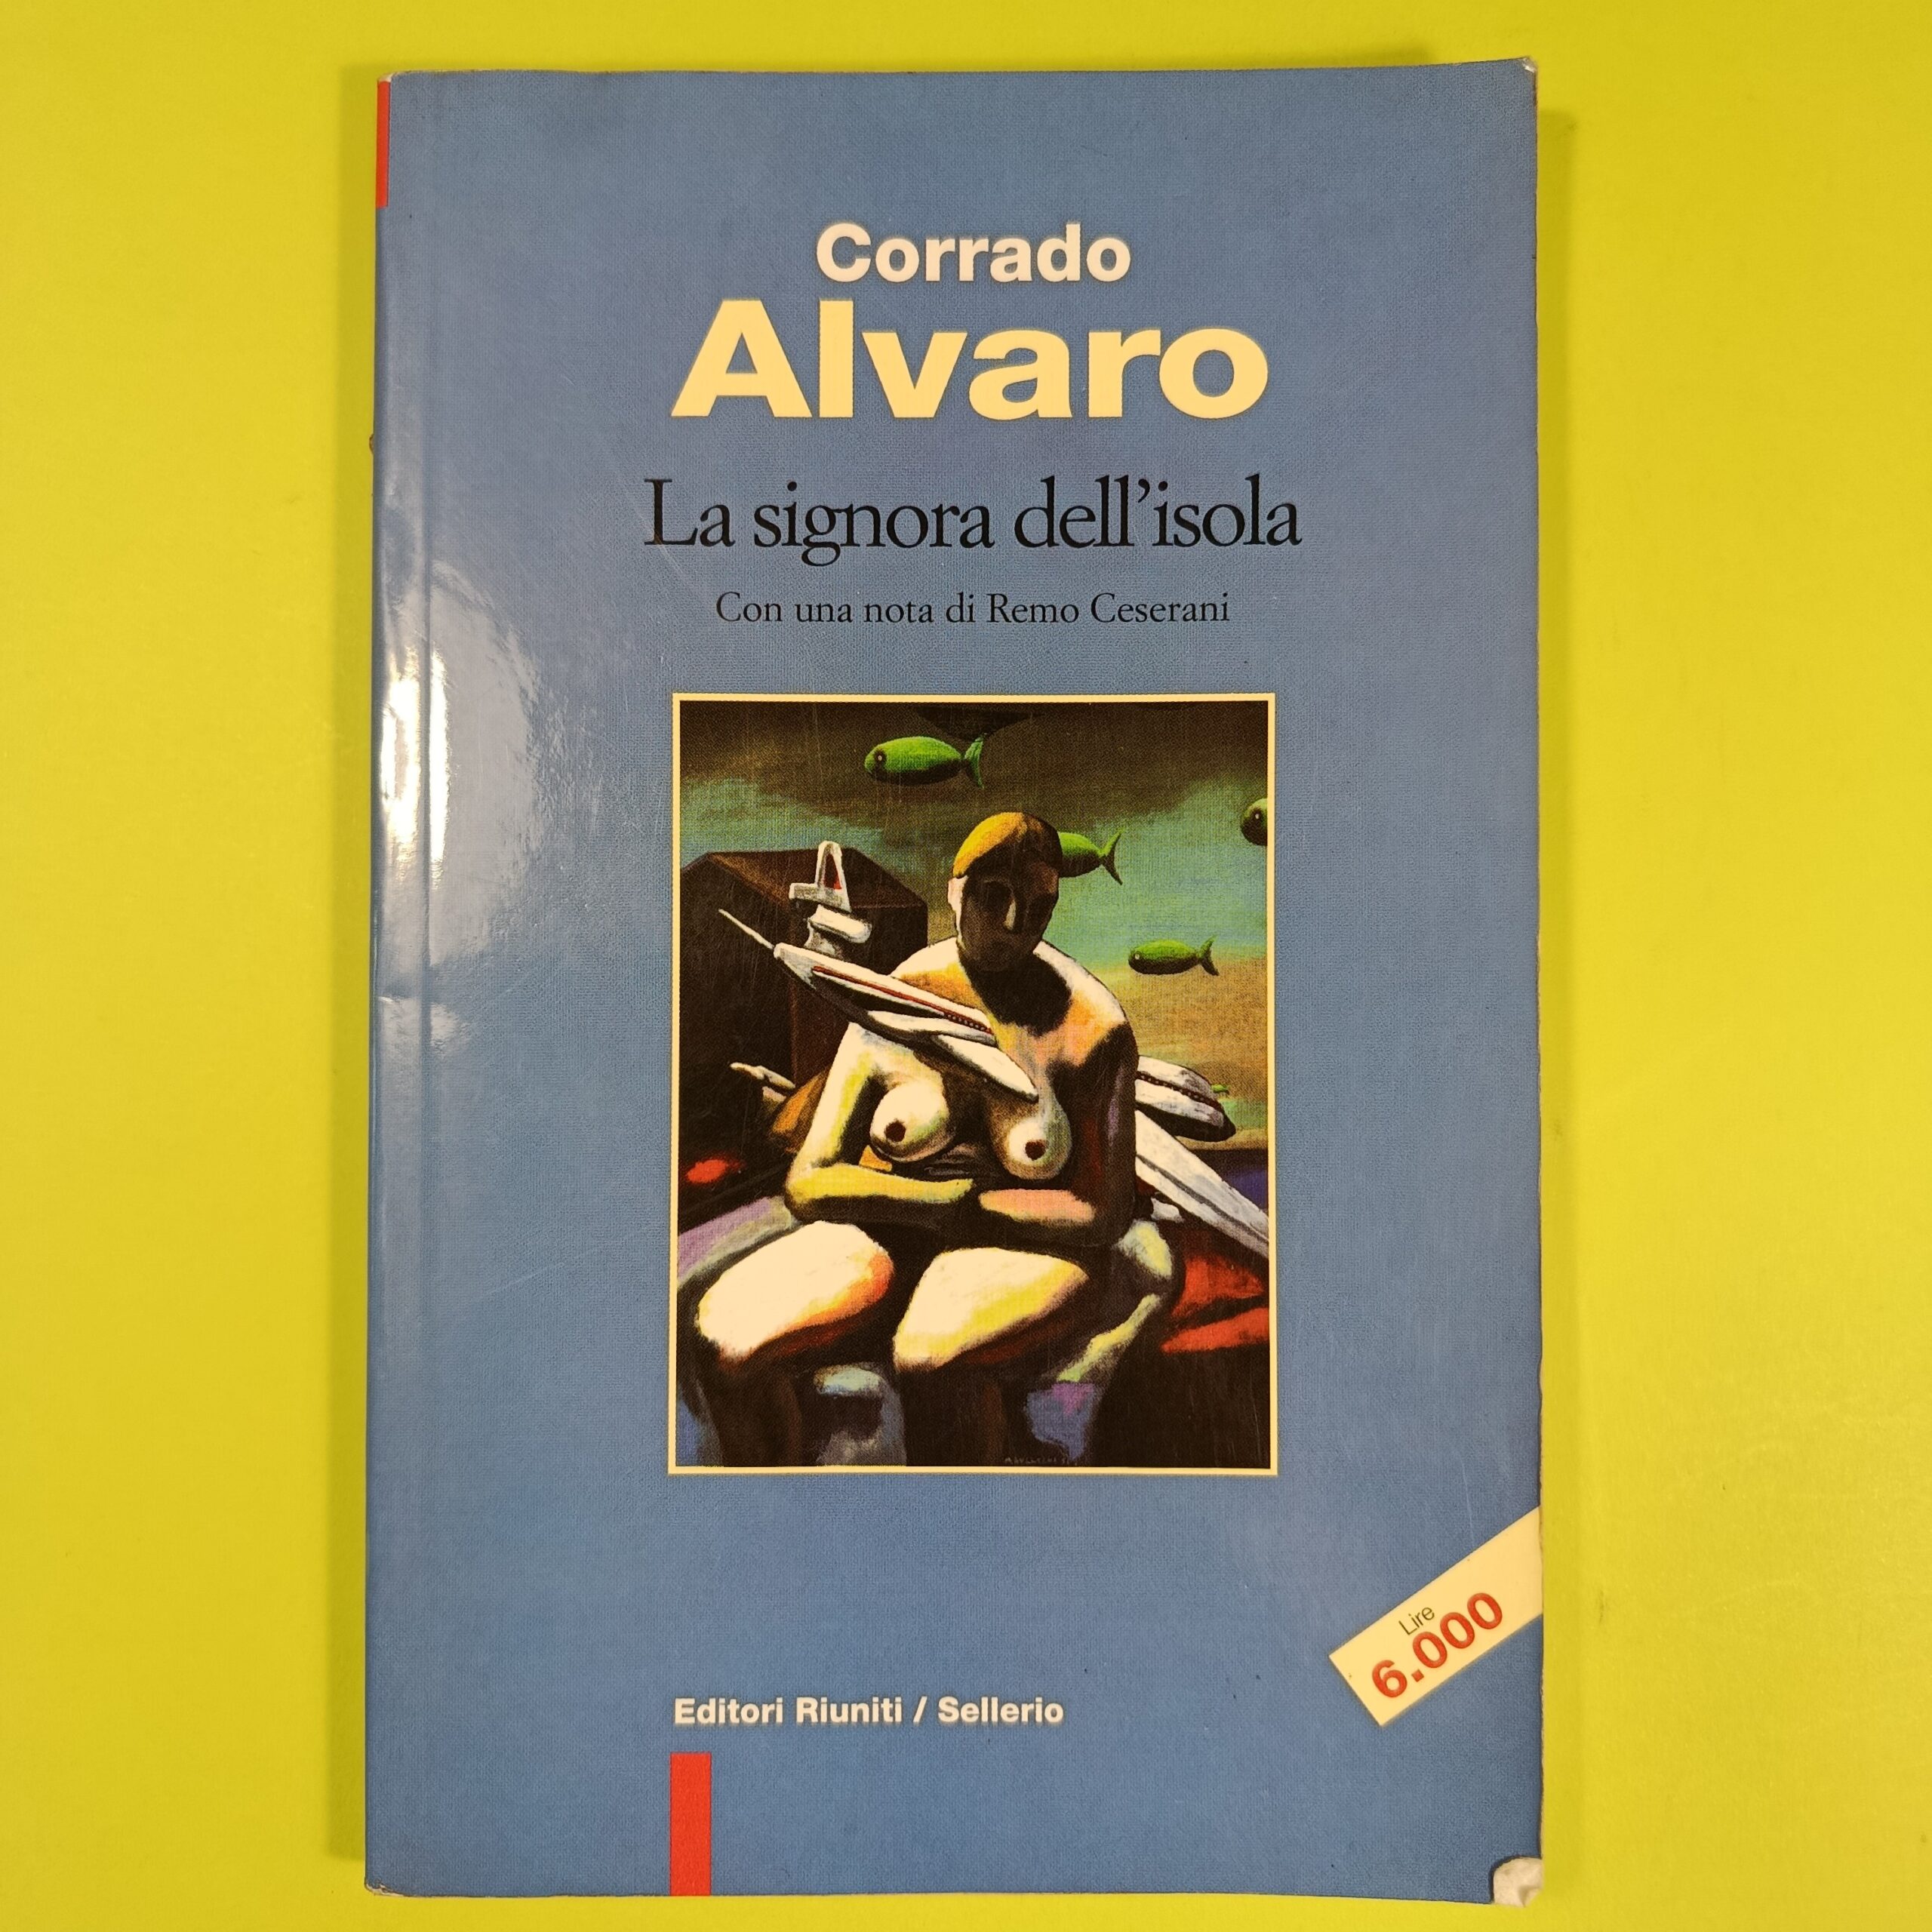 Corrado
Alvaro
La signora dell’isola
Con una nota di Remo Ceserani
Lire
6.000
Editori Riuniti / Sellerio